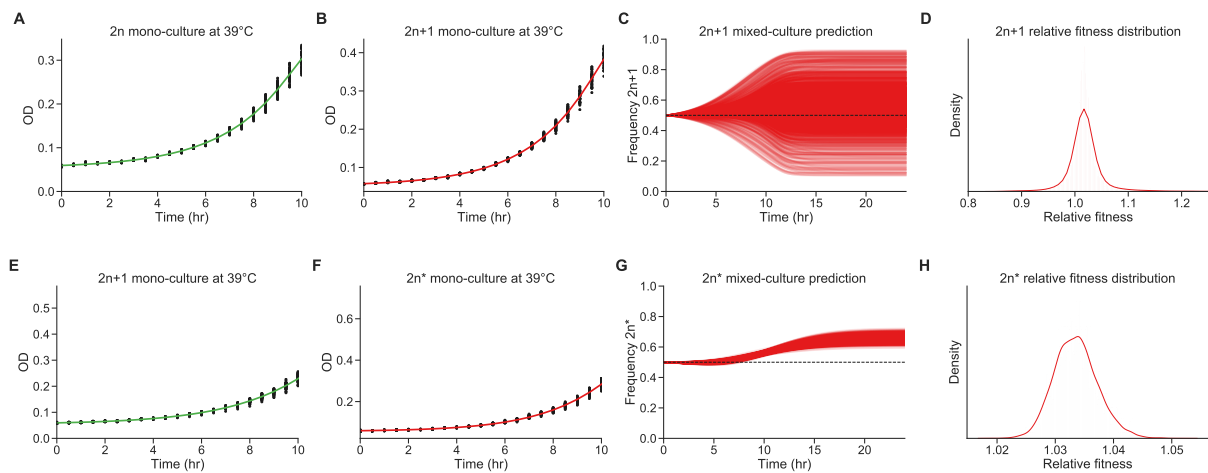 A
2n mono-culture at 39°C
0.3
0.2
0.1
0.0
OD
0 2 4 6 8 10
Time (hr)
B
2n+1 mono-culture at 39°C
0.4
0.3
0.2
0.1
OD
0 2 4 6 8 10
Time (hr)
C
2n+1 mixed-culture prediction
1.0
0.8
0.6
0.4
0.2
0.0
Frequency 2n+1
0 5 10 15 20
Time (hr)
D
2n+1 relative fitness distribution
Density
0.8 0.9 1.0 1.1 1.2
Relative fitness
E
2n+1 mono-culture at 39°C
0.5
0.4
0.3
0.2
0.1
0.0
OD
0 2 4 6 8 10
Time (hr)
F
2n* mono-culture at 39°C
0.6
0.4
0.2
OD
0 2 4 6 8 10
Time (hr)
G
2n* mixed-culture prediction
1.0
0.8
0.6
0.4
0.2
0.0
Frequency 2n*
0 5 10 15 20
Time (hr)
H
2n* relative fitness distribution
Density
1.02 1.03 1.04 1.05
Relative fitness